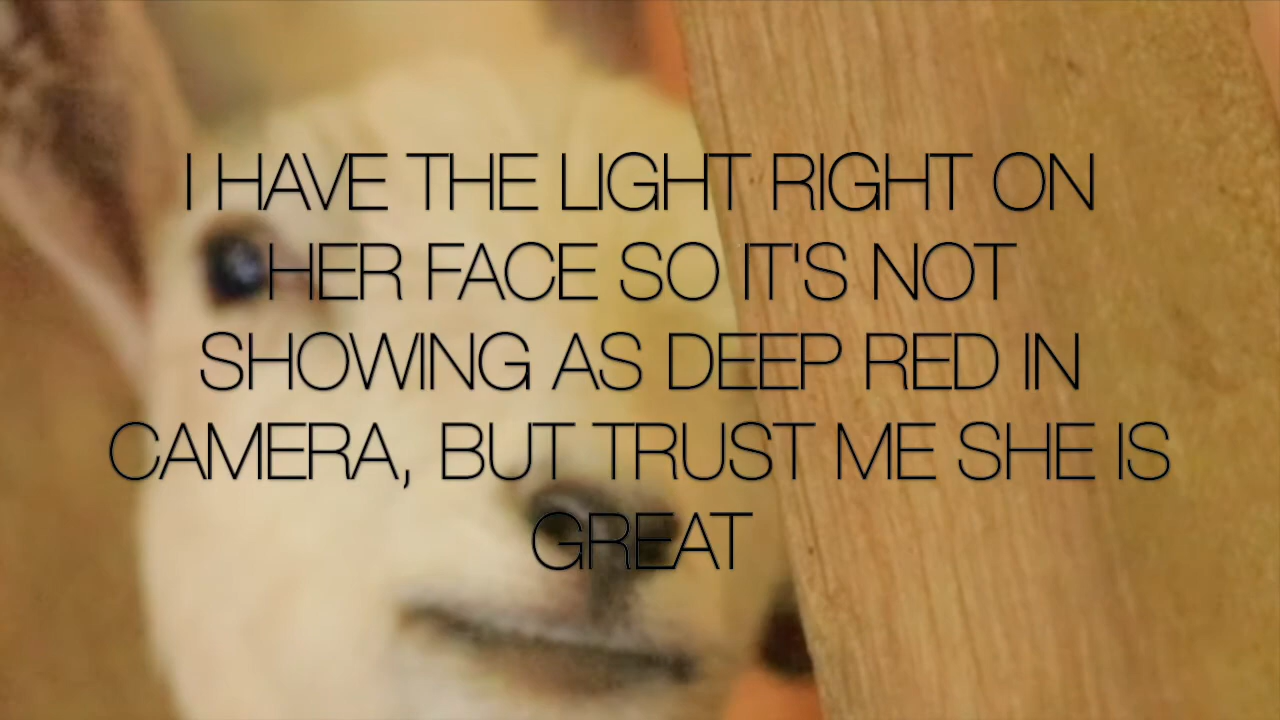 I HAVE THE LIGHT RIGHT ON
HER FACE SO IT'S NOT
SHOWING AS DEEP RED IN
CAMERA, BUT TRUST ME SHE IS
GREAT